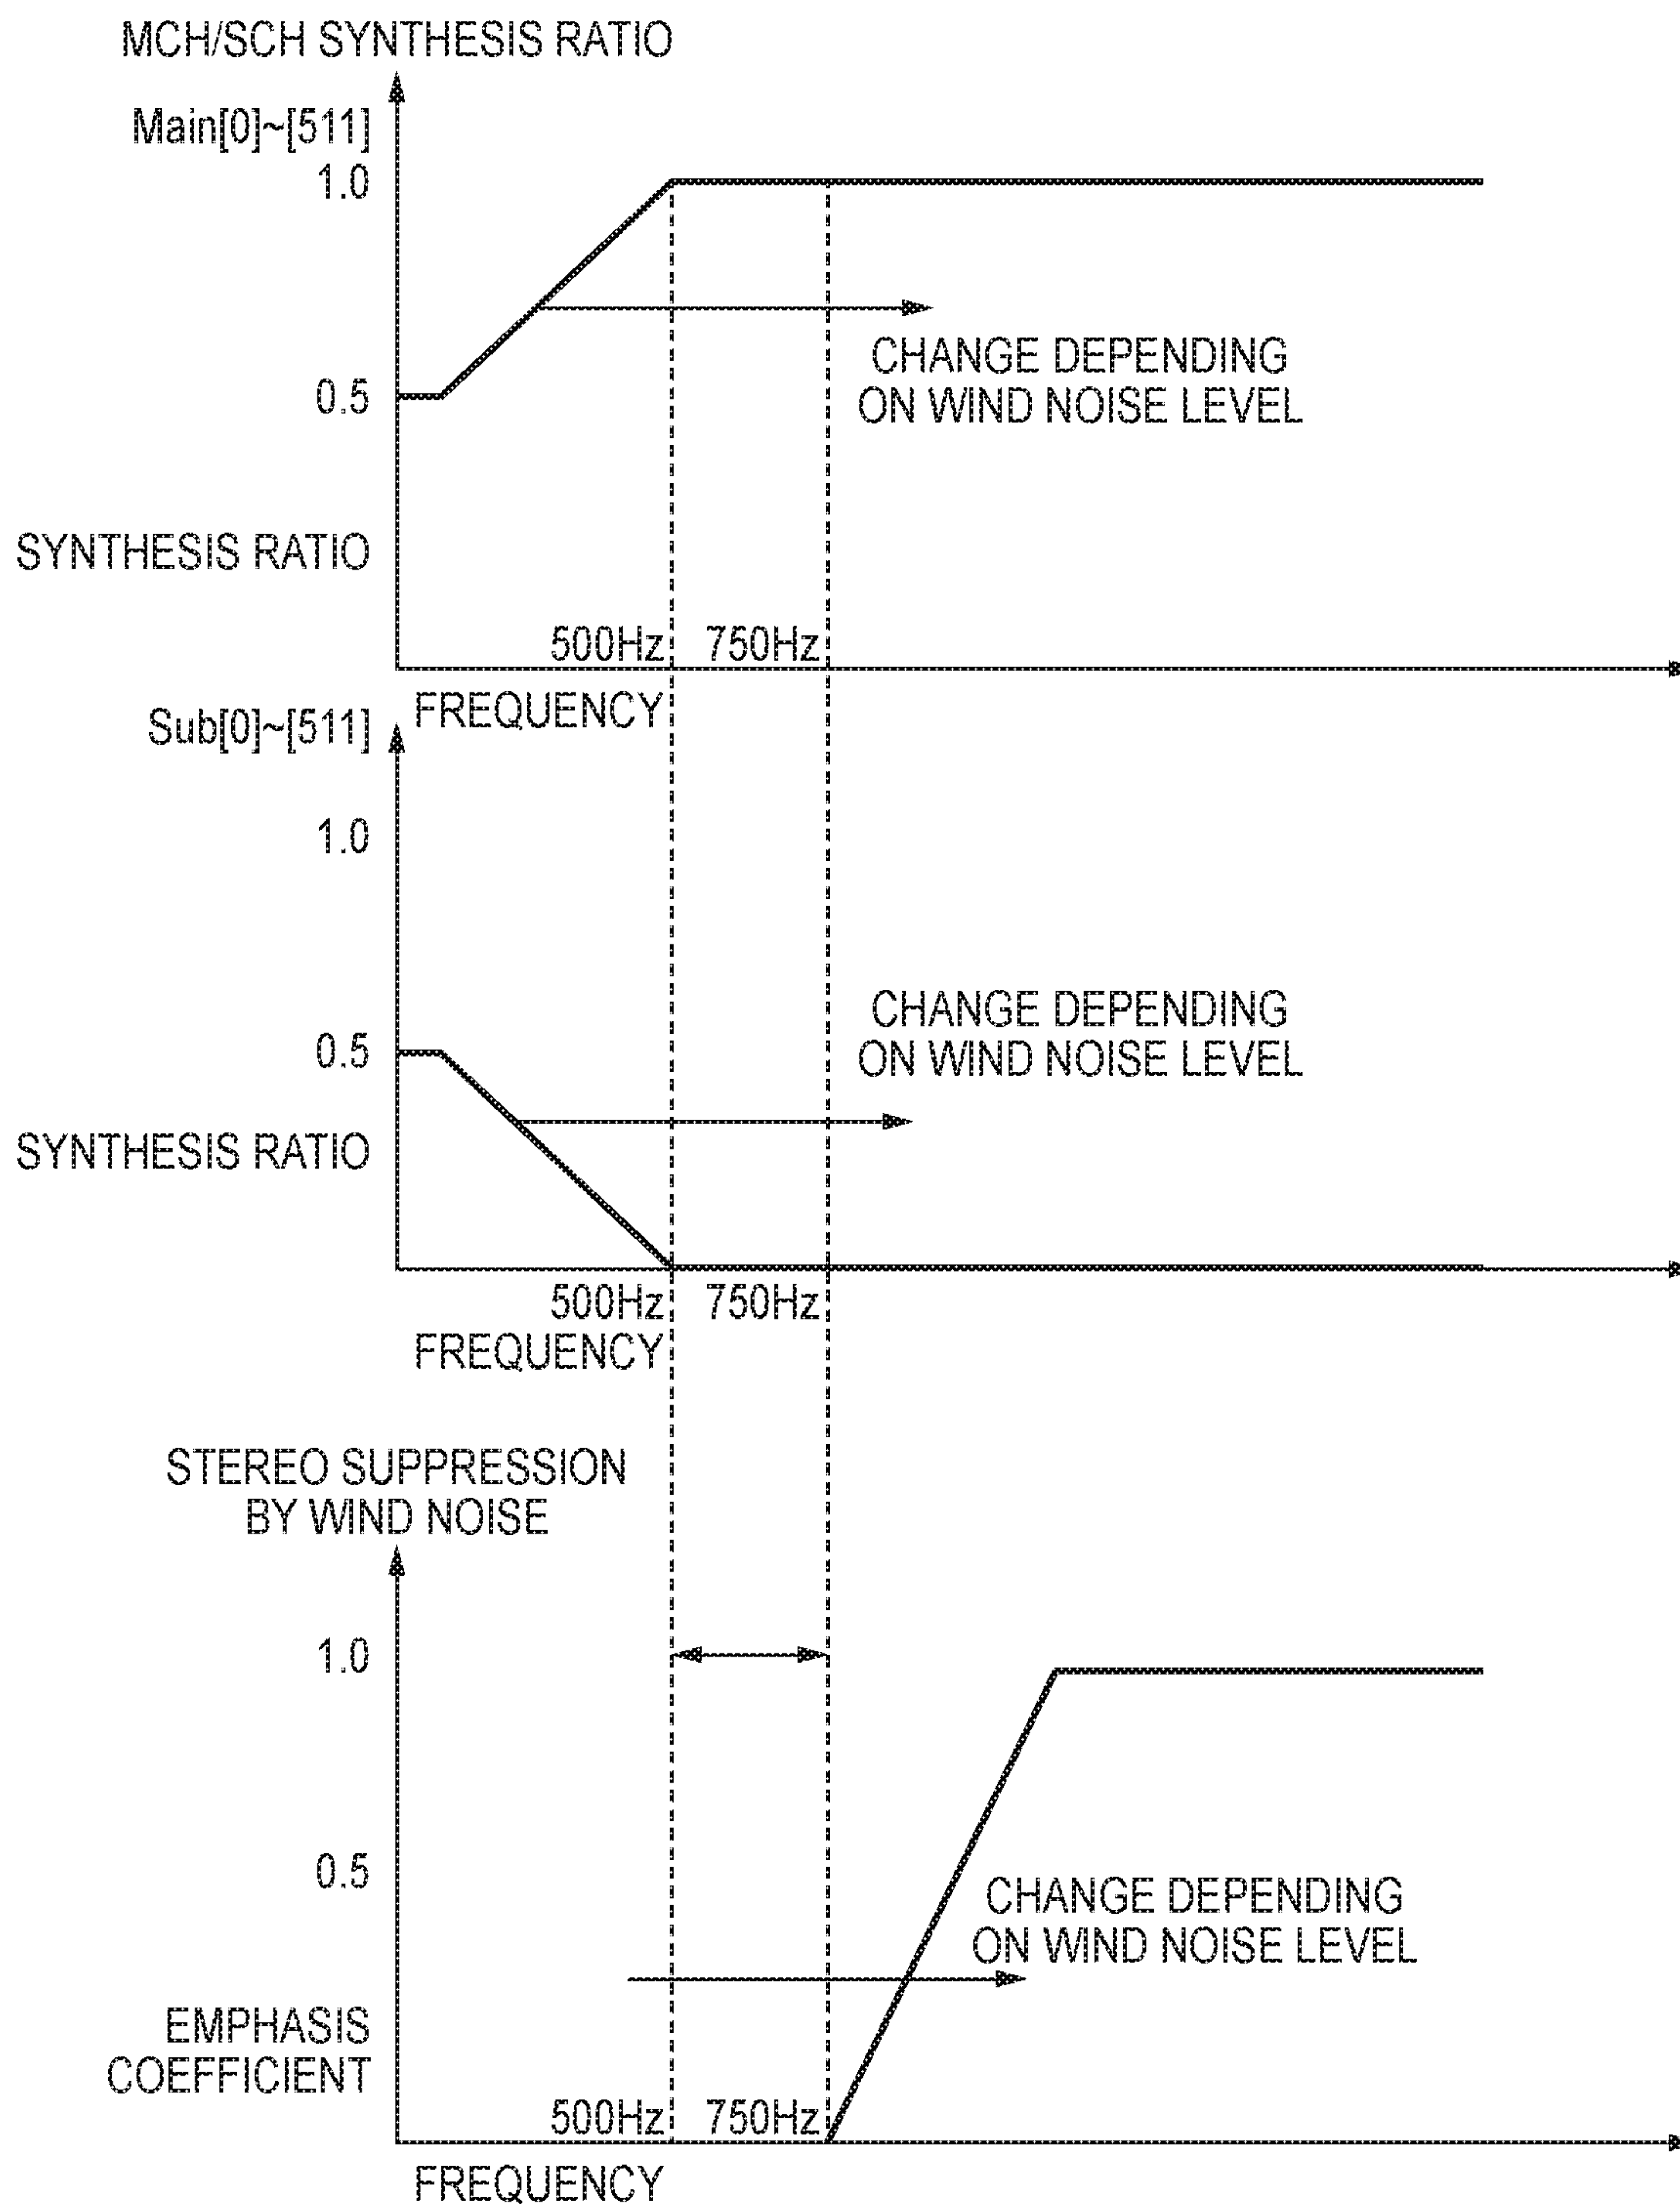 MCH/SCH SYNTHESIS RATIO
Main[0]~[511]
1.0
CHANGE DEPENDING
ON WIND NOISE LEVEL
0.5
SYNTHESIS RATIO
500Hz 750Hz
FREQUENCY
Sub[0]~[511]
1.0
CHANGE DEPENDING
ON WIND NOISE LEVEL
0.5
SYNTHESIS RATIO
500Hz 750Hz
FREQUENCY
STEREO SUPPRESSION
BY WIND NOISE
1.0
0.5
CHANGE DEPENDING
ON WIND NOISE LEVEL
EMPHASIS
COEFFICIENT
500Hz 750Hz
FREQUENCY